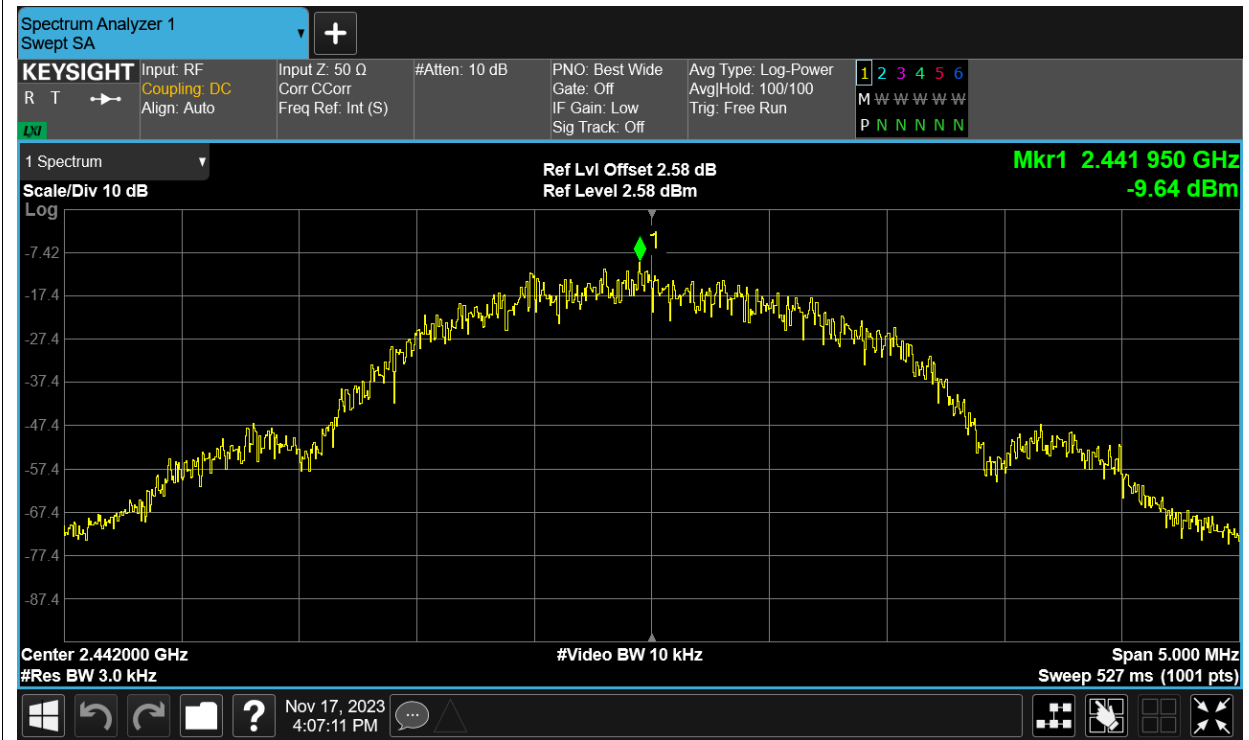 Spectrum Analyzer 1
Swept SA
+
KEYSIGHT
R T
LXI
Input: RF
Coupling: DC
Align: Auto
Input Z: 50 Ω
Corr CCorr
Freq Ref: Int (S)
#Atten: 10 dB
PNO: Best Wide
Gate: Off
IF Gain: Low
Sig Track: Off
Avg Type: Log-Power
Avg|Hold: 100/100
Trig: Free Run
1 2 3 4 5 6
M W W W W W
P N N N N N
1 Spectrum
Scale/Div 10 dB
Log
Ref Lvl Offset 2.58 dB
Ref Level 2.58 dBm
Mkr1 2.441 950 GHz
-9.64 dBm
1
-7.42
-17.4
-27.4
-37.4
-47.4
-57.4
-67.4
-77.4
-87.4
Center 2.442000 GHz
#Res BW 3.0 kHz
#Video BW 10 kHz
Span 5.000 MHz
Sweep 527 ms (1001 pts)
?
Nov 17, 2023
4:07:11 PM